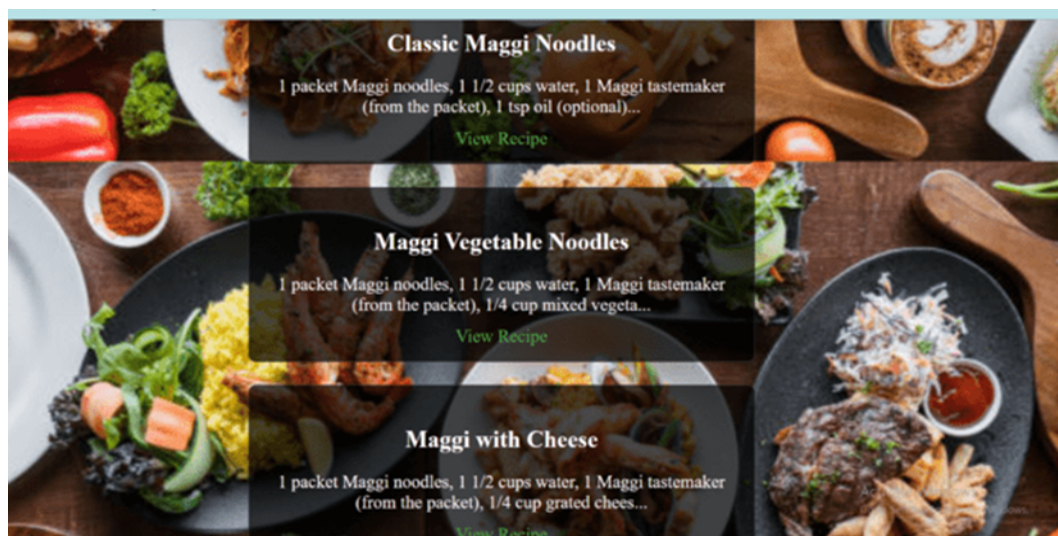 Classic Maggi Noodles
1 packet Maggi noodles, 1 1/2 cups water, 1 Maggi tastemaker
(from the packet), 1 tsp oil (optional)...
View Recipe
Maggi Vegetable Noodles
1 packet Maggi noodles, 1 1/2 cups water, 1 Maggi tastemaker
(from the packet), 1/4 cup mixed vegeta...
View Recipe
Maggi with Cheese
1 packet Maggi noodles, 1 1/2 cups water, 1 Maggi tastemaker
(from the packet), 1/4 cup grated chees...
View Recipe